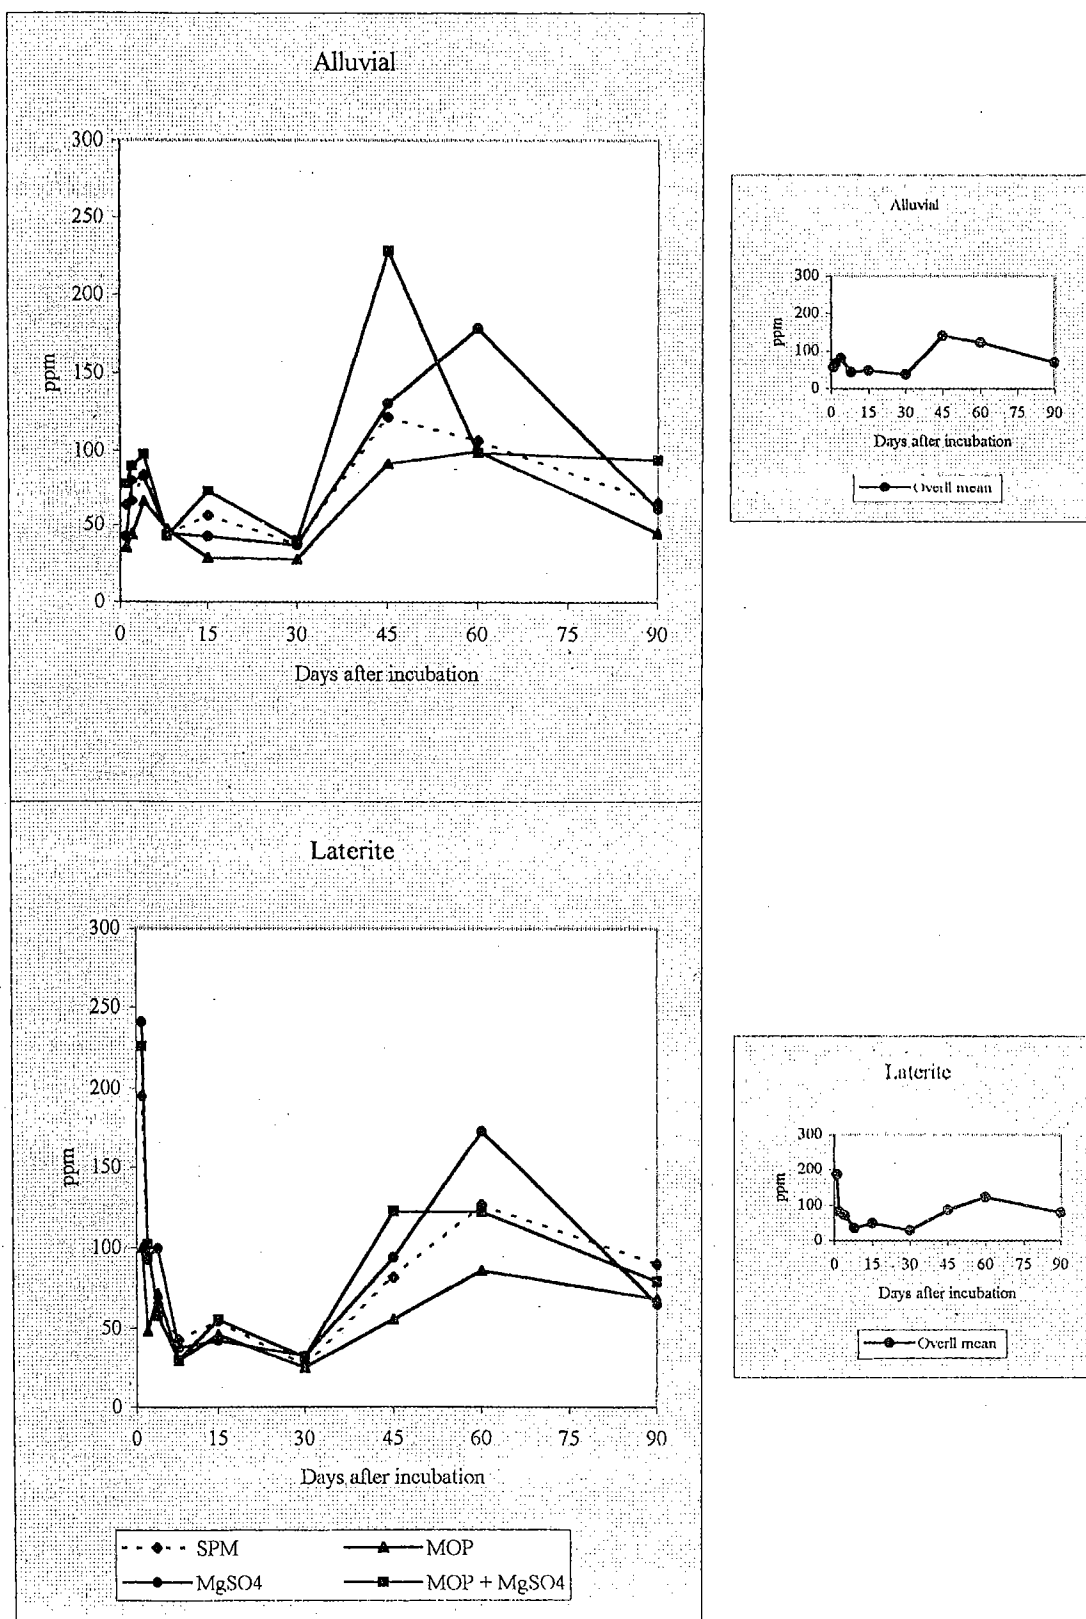 Alluvial
300
250
200
150
100
50
0
ppm
0 15 30 45 60 75 90
Days after incubation
Alluvial
300
200
100
0
ppm
0 15 30 45 60 75 90
Days after incubation
Overll mean
Laterite
300
250
200
150
100
50
0
ppm
0 15 30 45 60 75 90
Days after incubation
SPM MOP
MgSO4 MOP + MgSO4
Laterite
300
200
100
0
ppm
0 15 30 45 60 75 90
Days after incubation
Overll mean